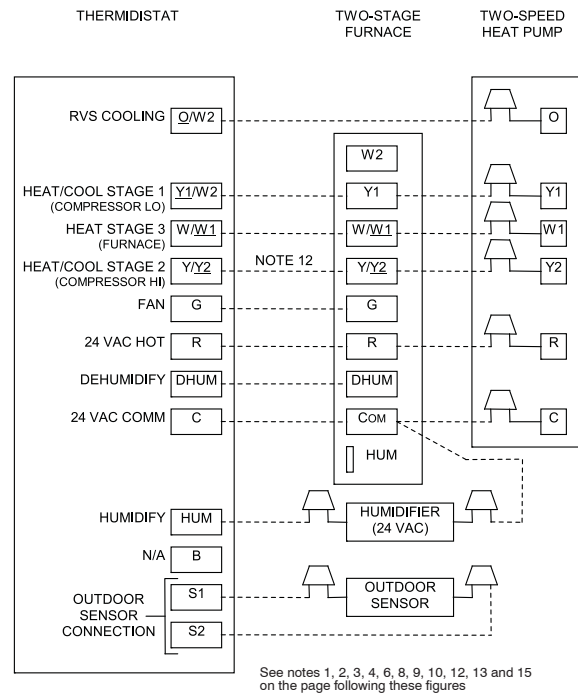 THERMIDISTAT
TWO-STAGE
FURNACE
TWO-SPEED
HEAT PUMP
RVS COOLING O/W2 O
W2
HEAT/COOL STAGE 1
(COMPRESSOR LO)
Y1/W2 Y1 Y1
HEAT STAGE 3
(FURNACE)
W/W1 W/W1 W1
HEAT/COOL STAGE 2
(COMPRESSOR HI)
Y/Y2 NOTE 12 Y/Y2 Y2
FAN G G
24 VAC HOT R R R
DEHUMIDIFY DHUM DHUM
24 VAC COMM C COM C
HUM
HUMIDIFY HUM
HUMIDIFIER
(24 VAC)
N/A B
OUTDOOR
SENSOR
CONNECTION
S1
S2
OUTDOOR
SENSOR
See notes 1, 2, 3, 4, 6, 8, 9, 10, 12, 13 and 15
on the page following these figures